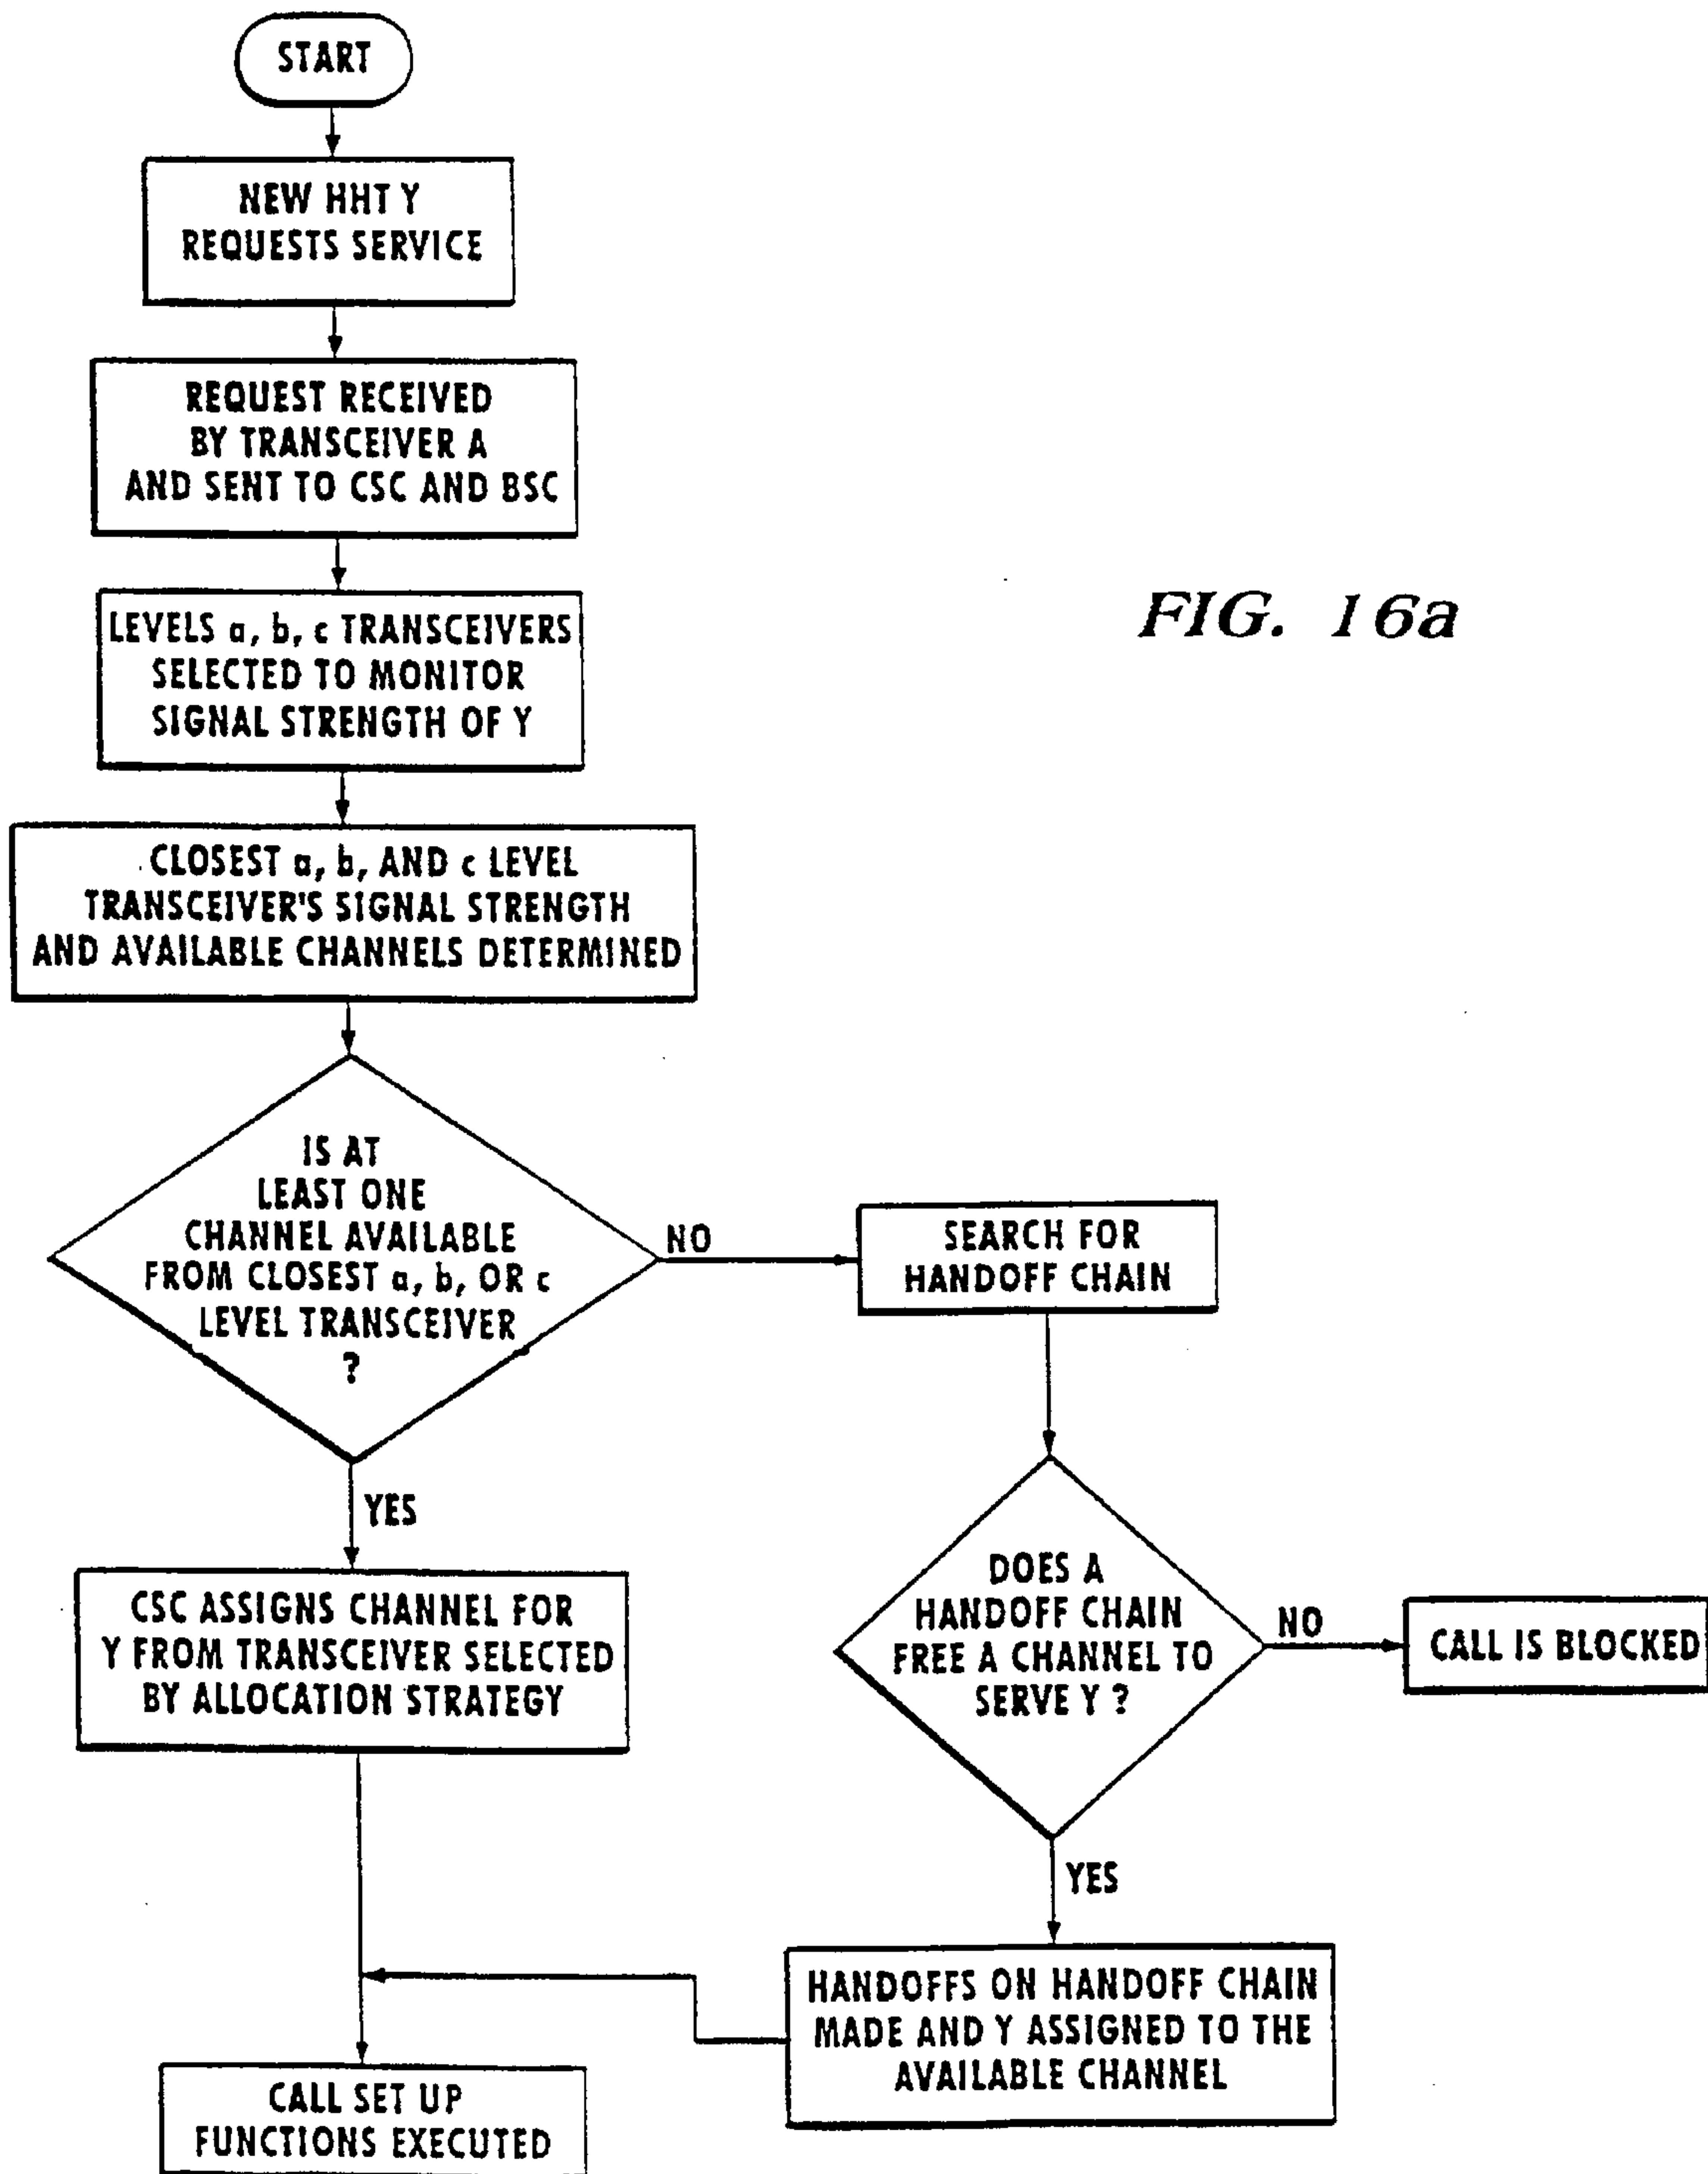 START
NEW HHT Y
REQUESTS SERVICE
REQUEST RECEIVED
BY TRANSCEIVER A
AND SENT TO CSC AND BSC
FIG. 16a
LEVELS a, b, c TRANSCEIVERS
SELECTED TO MONITOR
SIGNAL STRENGTH OF Y
CLOSEST a, b, AND c LEVEL
TRANSCEIVER'S SIGNAL STRENGTH
AND AVAILABLE CHANNELS DETERMINED
IS AT
LEAST ONE
CHANNEL AVAILABLE
FROM CLOSEST a, b, OR c
LEVEL TRANSCEIVER
?
NO
SEARCH FOR
HANDOFF CHAIN
YES
CSC ASSIGNS CHANNEL FOR
Y FROM TRANSCEIVER SELECTED
BY ALLOCATION STRATEGY
DOES A
HANDOFF CHAIN
FREE A CHANNEL TO
SERVE Y ?
NO
CALL IS BLOCKED
YES
HANDOFFS ON HANDOFF CHAIN
MADE AND Y ASSIGNED TO THE
AVAILABLE CHANNEL
CALL SET UP
FUNCTIONS EXECUTED